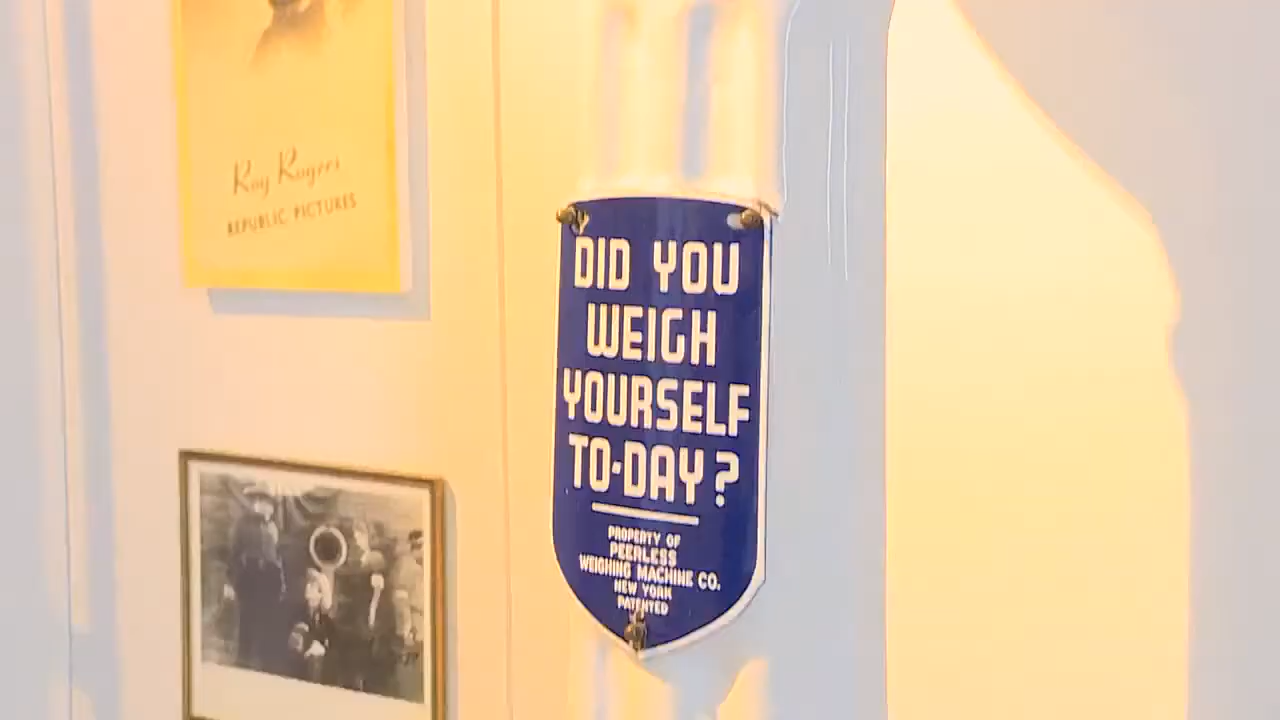 Roy Rogers
REPUBLIC PICTURES
DID YOU
WEIGH
YOURSELF
TO-DAY?
PROPERTY OF
PEERLESS
WEIGHING MACHINE CO.
NEW YORK
PATENTED